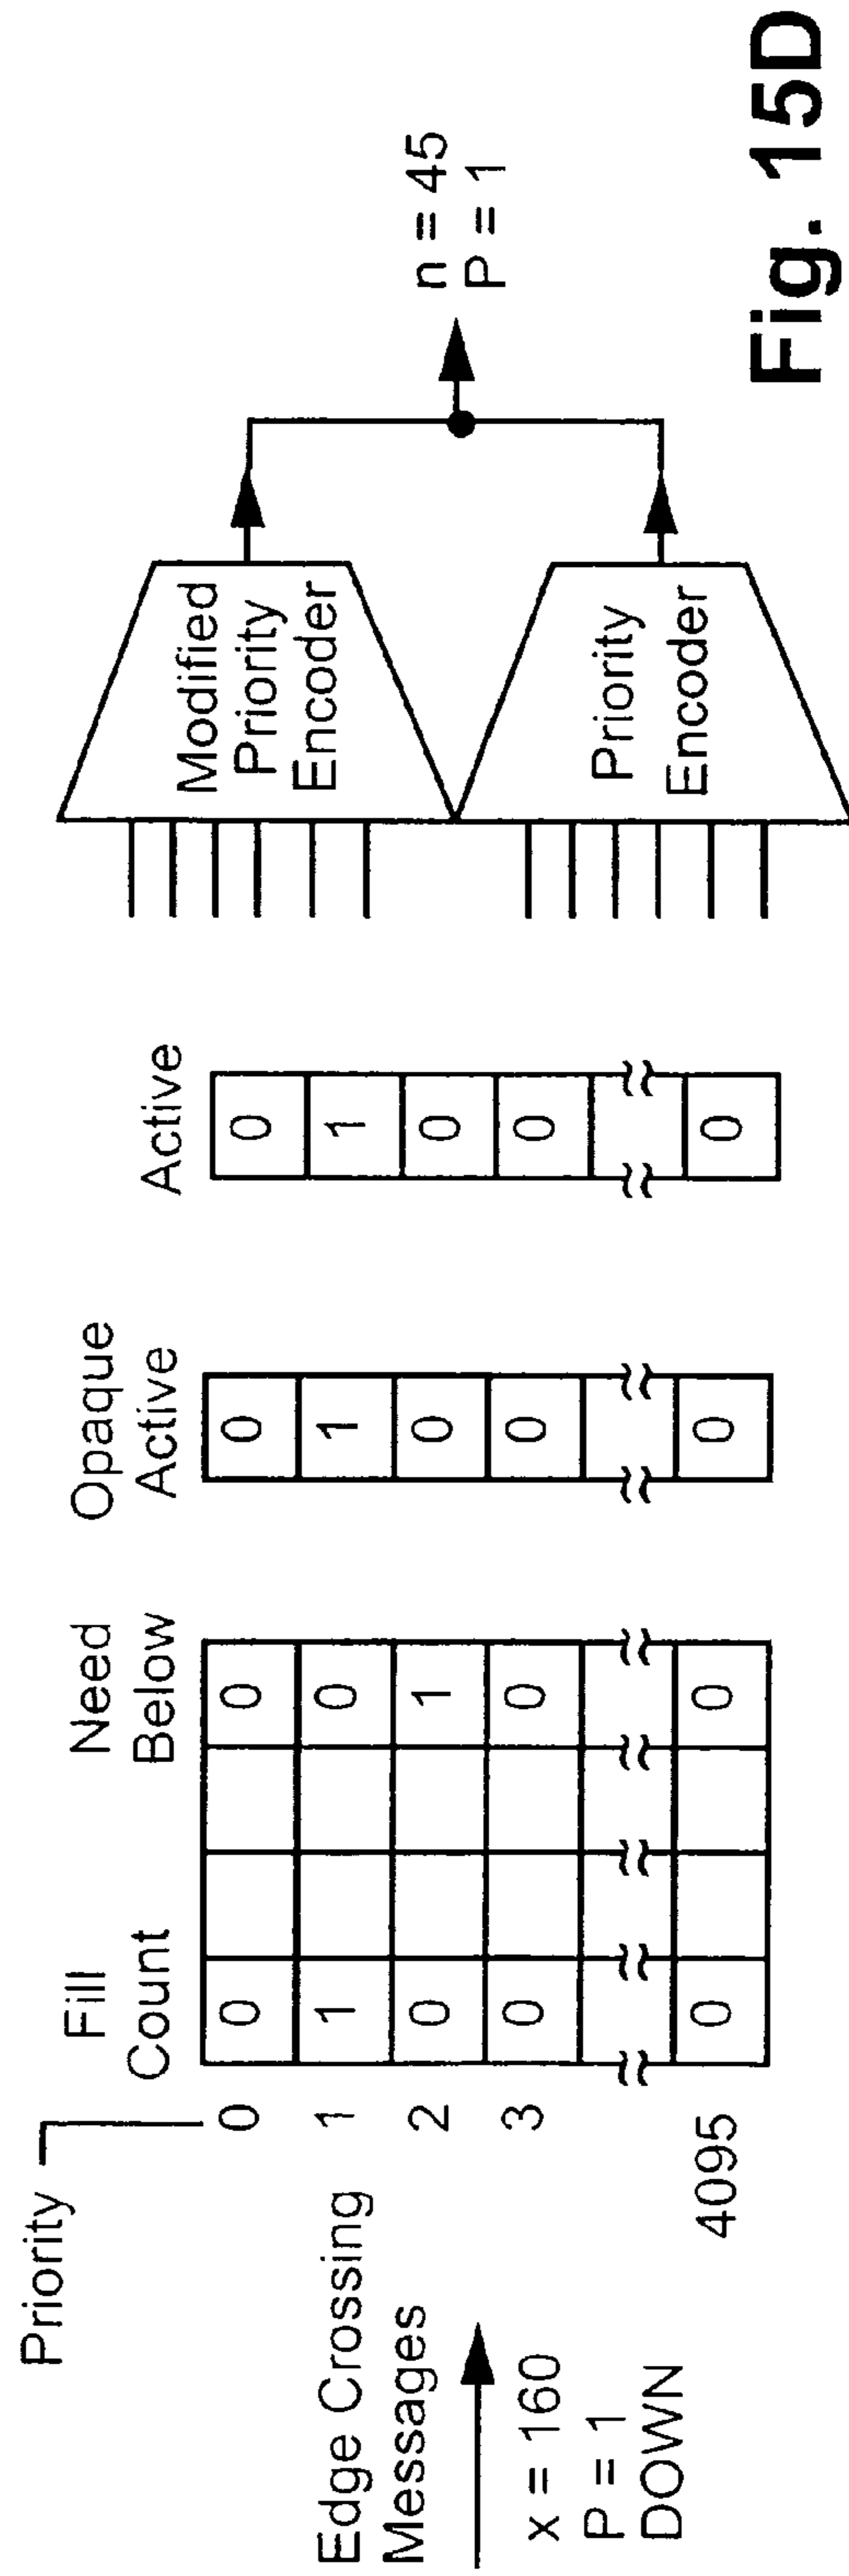 Priority
Fill
Count
Need
Below
Opaque
Active
Active
0 0 0 0 0
1 1 0 1 1
2 0 1 0 0
3 0 0 0 0
4095 0 0 0 0
Edge Crossing
Messages
x = 160
P = 1
DOWN
Modified
Priority
Encoder
Priority
Encoder
n = 45
P = 1
Fig. 15D